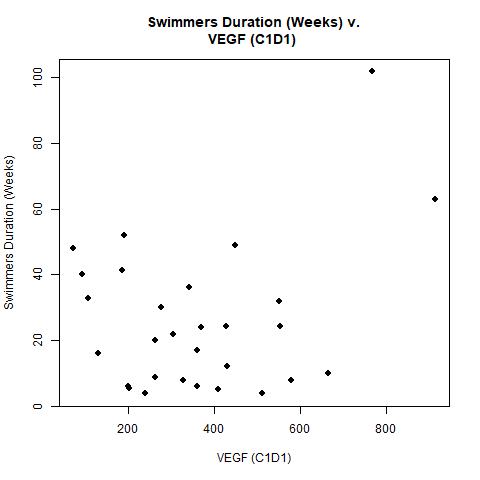 Swimmers Duration (Weeks) v.
VEGF (C1D1)
Swimmers Duration (Weeks)
100
80
60
40
20
0
200 400 600 800
VEGF (C1D1)